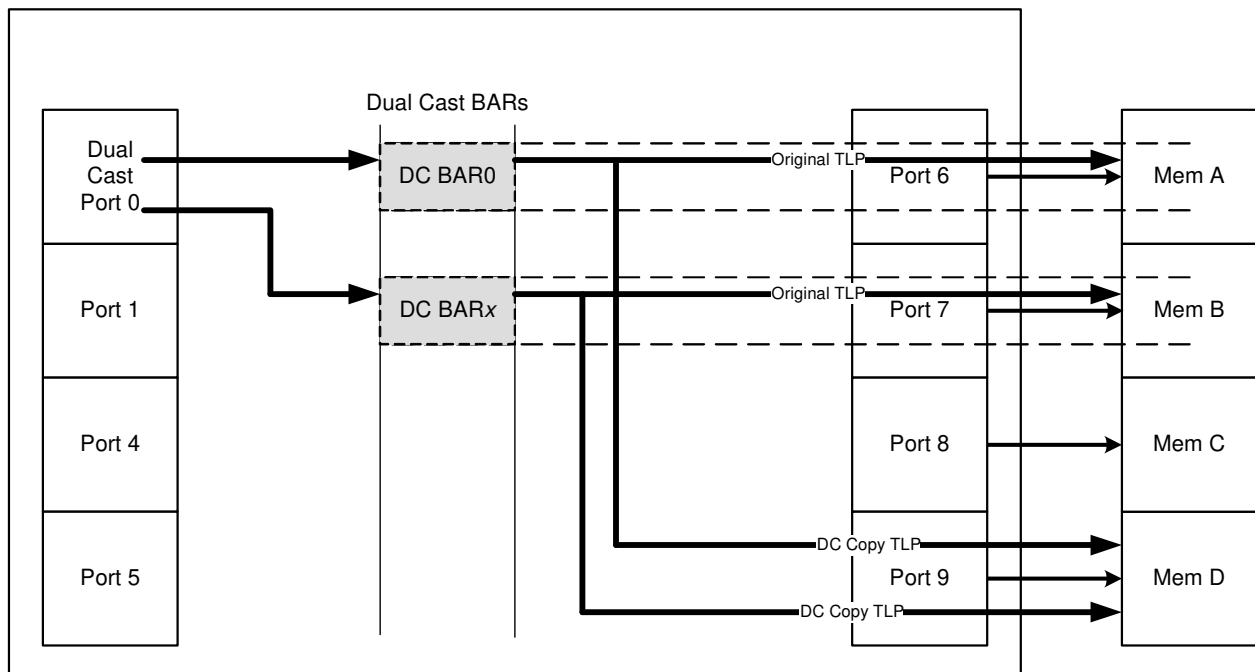 Dual Cast BARs
Dual
Cast
Port 0
DC BAR0
Original TLP
Port 6
Mem A
Port 1
DC BARx
Original TLP
Port 7
Mem B
Port 4
Port 8
Mem C
DC Copy TLP
Port 5
Port 9
Mem D
DC Copy TLP